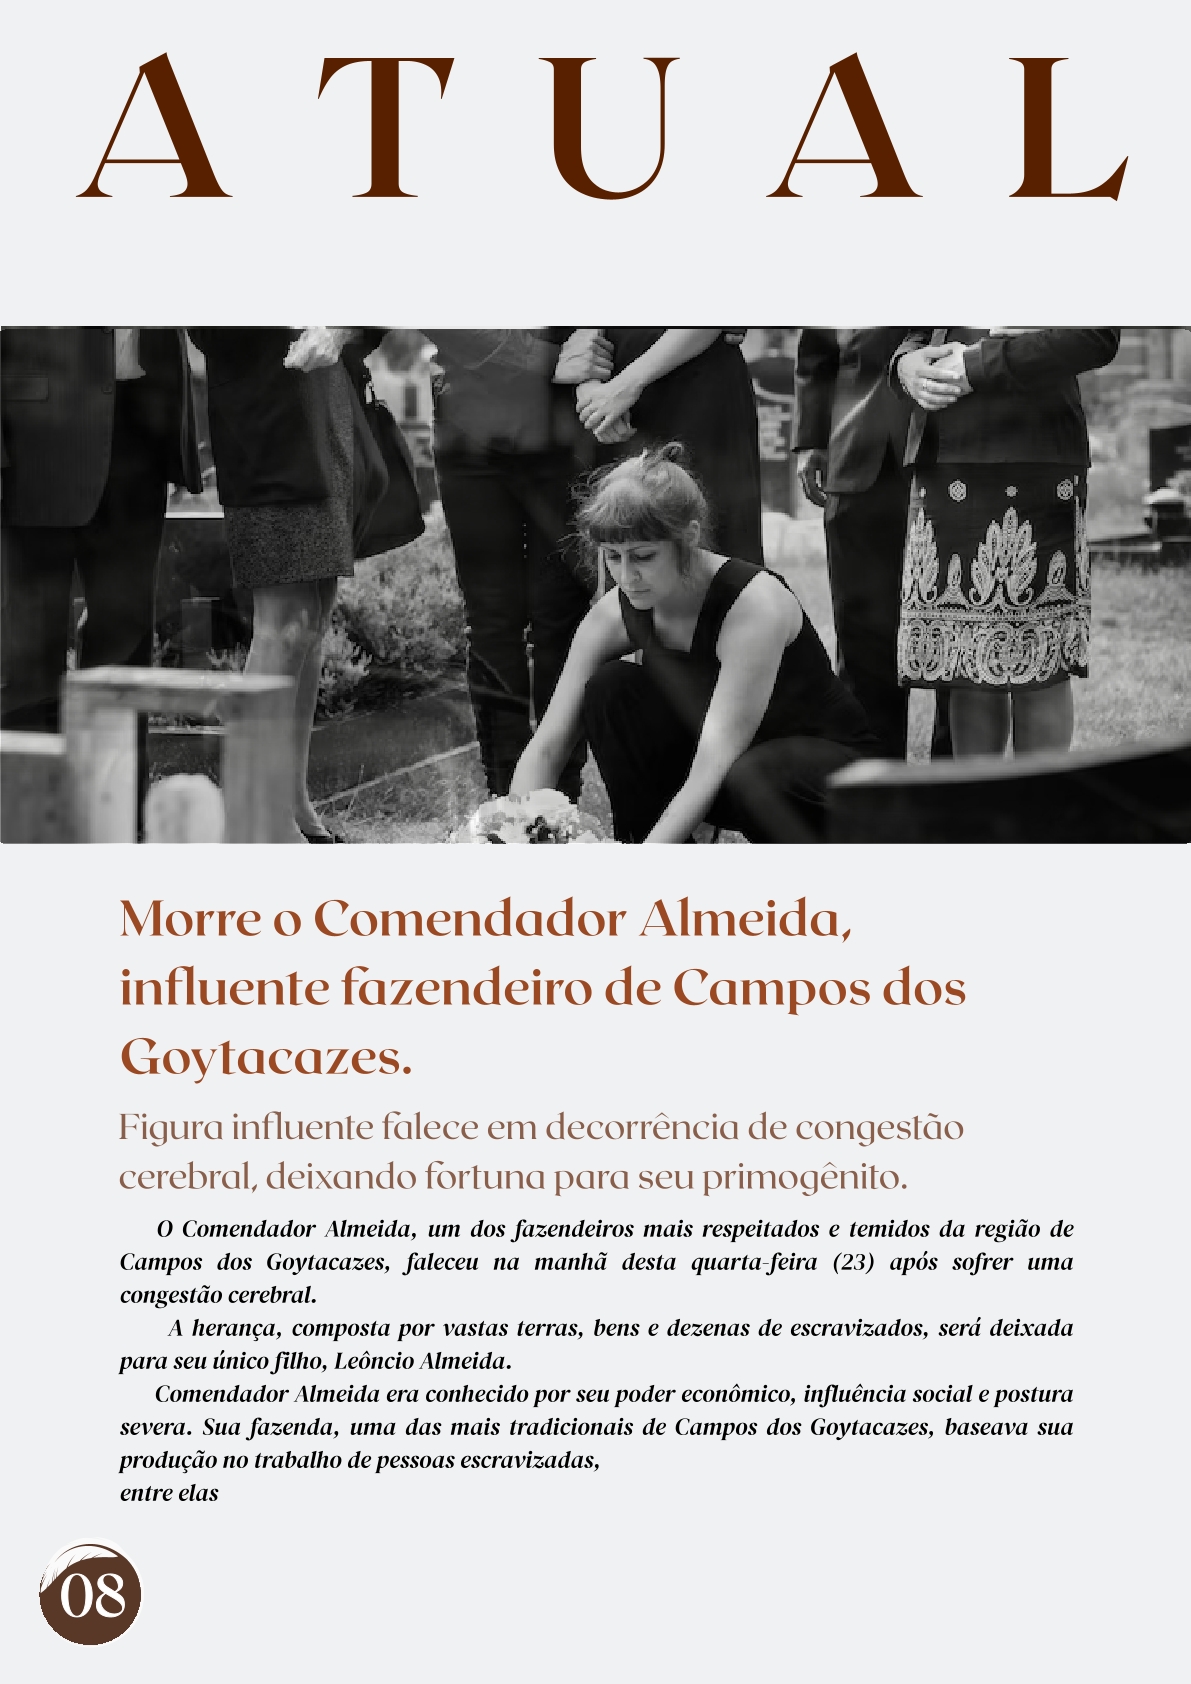 ATUAL
Morre o Comendador Almeida,
influente fazendeiro de Campos dos
Goytacazes.
Figura influente falece em decorrência de congestão
cerebral, deixando fortuna para seu primogênito.
O Comendador Almeida, um dos fazendeiros mais respeitados e temidos da região de
Campos dos Goytacazes, faleceu na manhã desta quarta-feira (23) após sofrer uma
congestão cerebral.
A herança, composta por vastas terras, bens e dezenas de escravizados, será deixada
para seu único filho, Leôncio Almeida.
Comendador Almeida era conhecido por seu poder econômico, influência social e postura
severa. Sua fazenda, uma das mais tradicionais de Campos dos Goytacazes, baseava sua
produção no trabalho de pessoas escravizadas,
entre elas
08